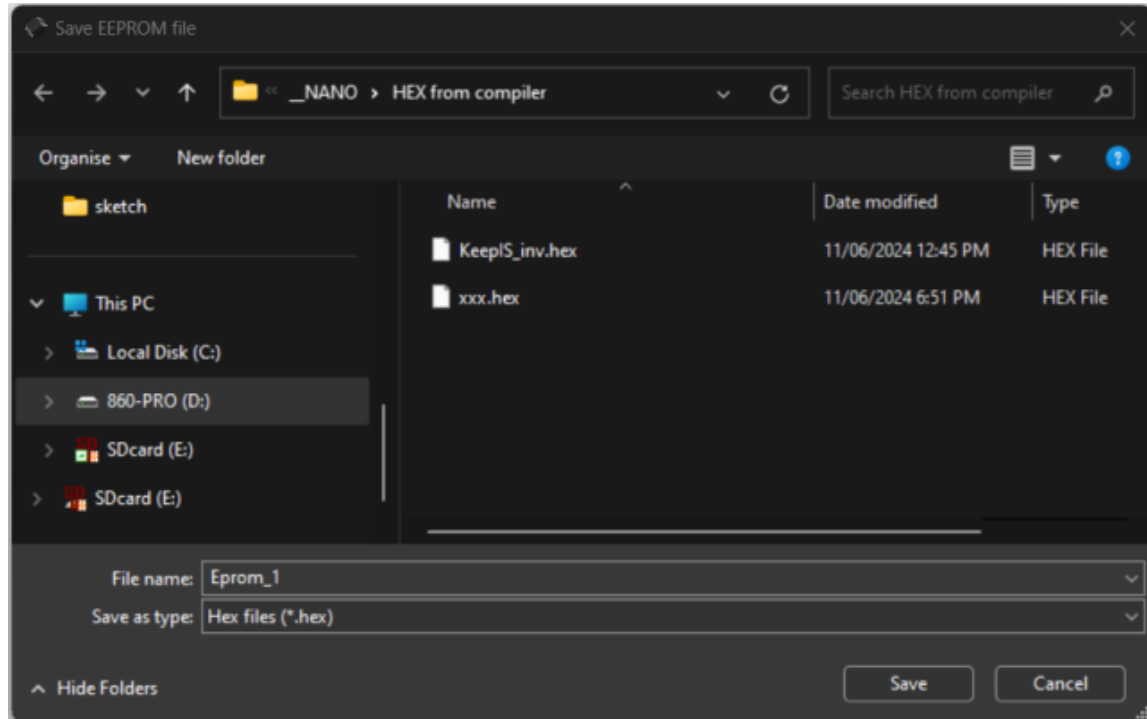 Save EEPROM file
« __NANO > HEX from compiler
Search HEX from compiler
Organise
New folder
sketch
Name
Date modified
Type
KeepIS_inv.hex
11/06/2024 12:45 PM
HEX File
xxx.hex
11/06/2024 6:51 PM
HEX File
This PC
Local Disk (C:)
860-PRO (D:)
SDcard (E:)
SDcard (E:)
File name: Eprom_1
Save as type: Hex files (*.hex)
Hide Folders
Save
Cancel